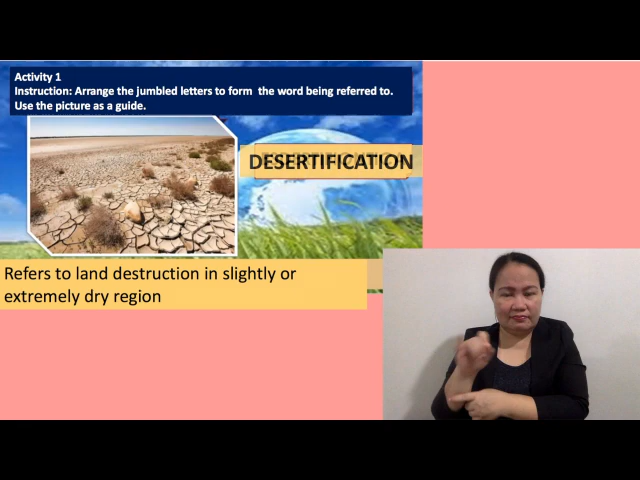 Activity 1
Instruction: Arrange the jumbled letters to form the word being referred to.
Use the picture as a guide.
DESERTIFICATION
Refers to land destruction in slightly or
extremely dry region